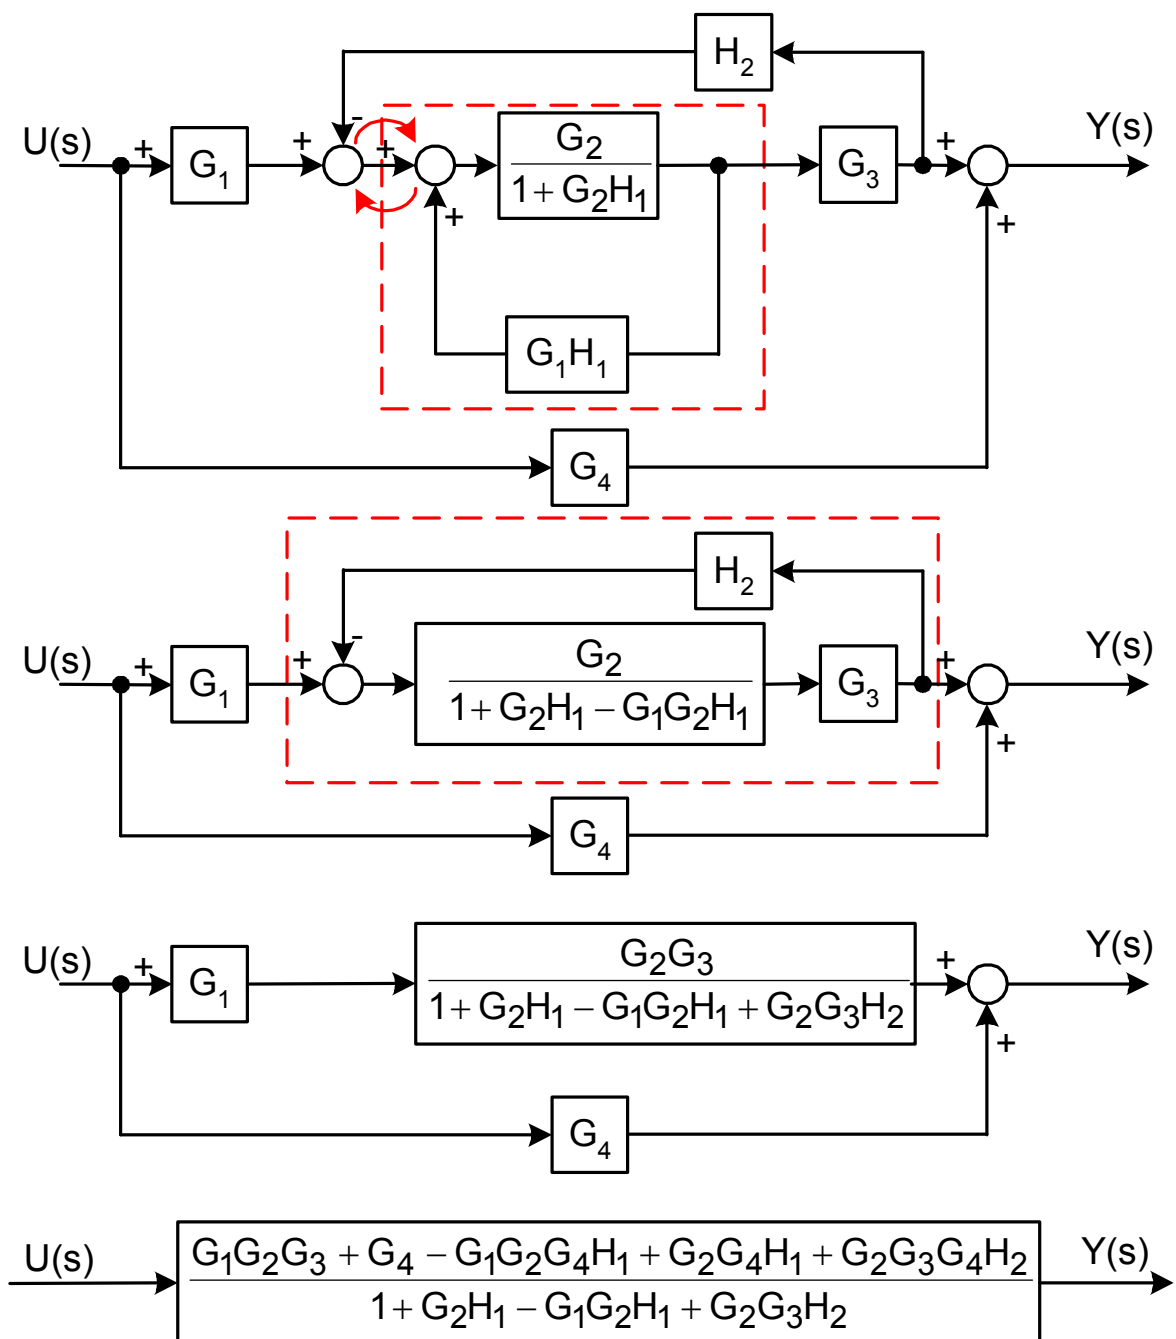 H₂
U(s) + G₁ + - + G₂ G₃ + Y(s)
1 + G₂H₁
+ +
G₁H₁
G₄
H₂
U(s) + G₁ + - G₂ G₃ + Y(s)
1 + G₂H₁ − G₁G₂H₁
+
G₄
U(s) + G₁ G₂G₃ + Y(s)
1 + G₂H₁ − G₁G₂H₁ + G₂G₃H₂
+
G₄
U(s) G₁G₂G₃ + G₄ − G₁G₂G₄H₁ + G₂G₄H₁ + G₂G₃G₄H₂ Y(s)
1 + G₂H₁ − G₁G₂H₁ + G₂G₃H₂